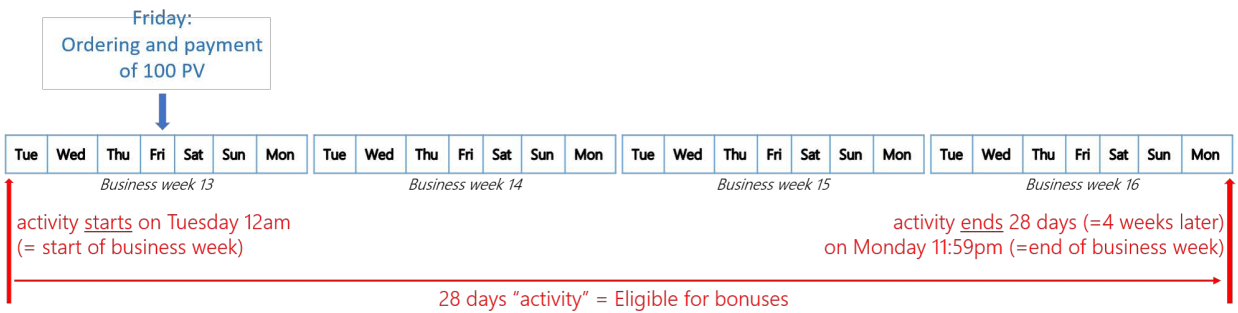 Friday:
Ordering and payment
of 100 PV
Tue Wed Thu Fri Sat Sun Mon Tue Wed Thu Fri Sat Sun Mon Tue Wed Thu Fri Sat Sun Mon Tue Wed Thu Fri Sat Sun Mon
Business week 13 Business week 14 Business week 15 Business week 16
activity starts on Tuesday 12am
(= start of business week)
activity ends 28 days (=4 weeks later)
on Monday 11:59pm (=end of business week)
28 days “activity” = Eligible for bonuses